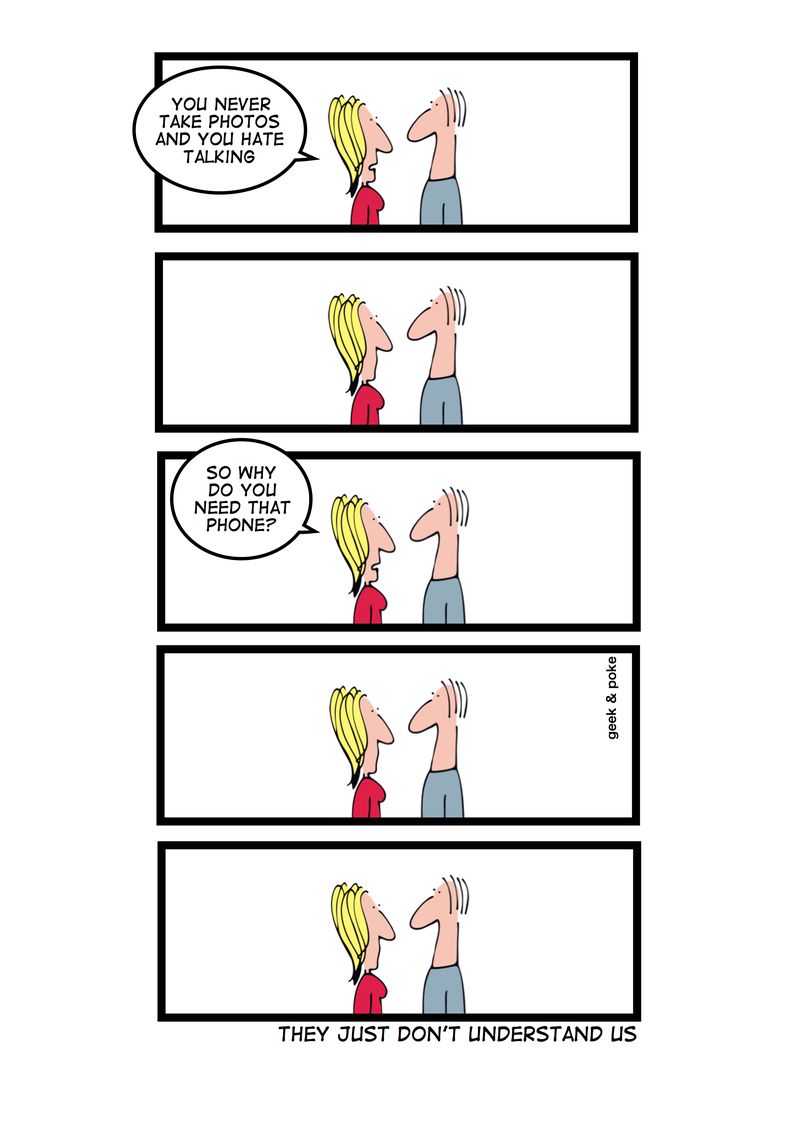 YOU NEVER
TAKE PHOTOS
AND YOU HATE
TALKING
SO WHY
DO YOU
NEED THAT
PHONE?
geek & poke
THEY JUST DON'T UNDERSTAND US